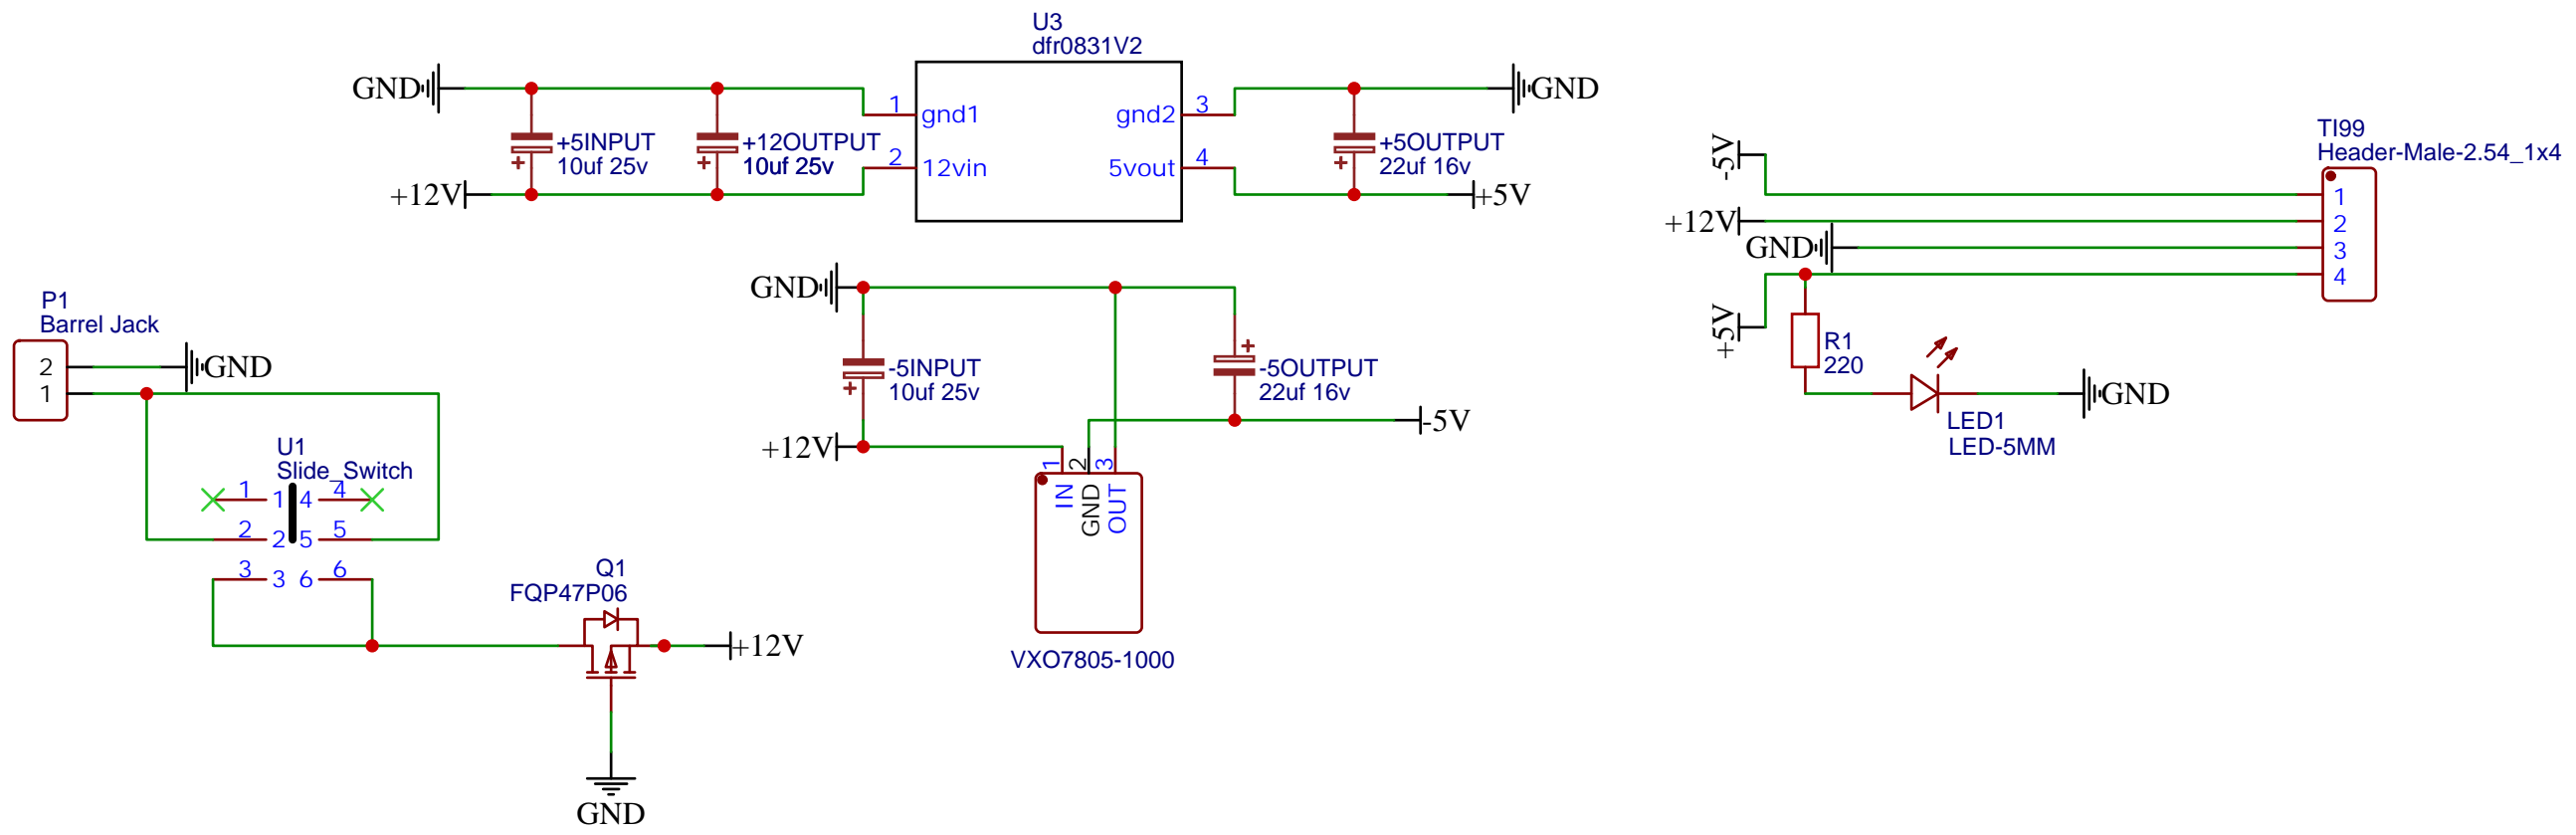 U3
dfr0831V2
GND
+5INPUT
10uf 25v
+12OUTPUT
10uf 25v
+12V
1
gnd1
2
12vin
gnd2
3
5vout
4
+5OUTPUT
22uf 16v
GND
+5V
TI99
Header-Male-2.54_1x4
-5V
+12V
GND
+5V
1
2
3
4
R1
220
LED1
LED-5MM
GND
P1
Barrel Jack
2
1
GND
U1
Slide_Switch
1 1 4 4
2 2 5 5
3 3 6 6
Q1
FQP47P06
+12V
GND
GND
-5INPUT
10uf 25v
+12V
-5OUTPUT
22uf 16v
-5V
1 2 3
IN
GND
OUT
VXO7805-1000